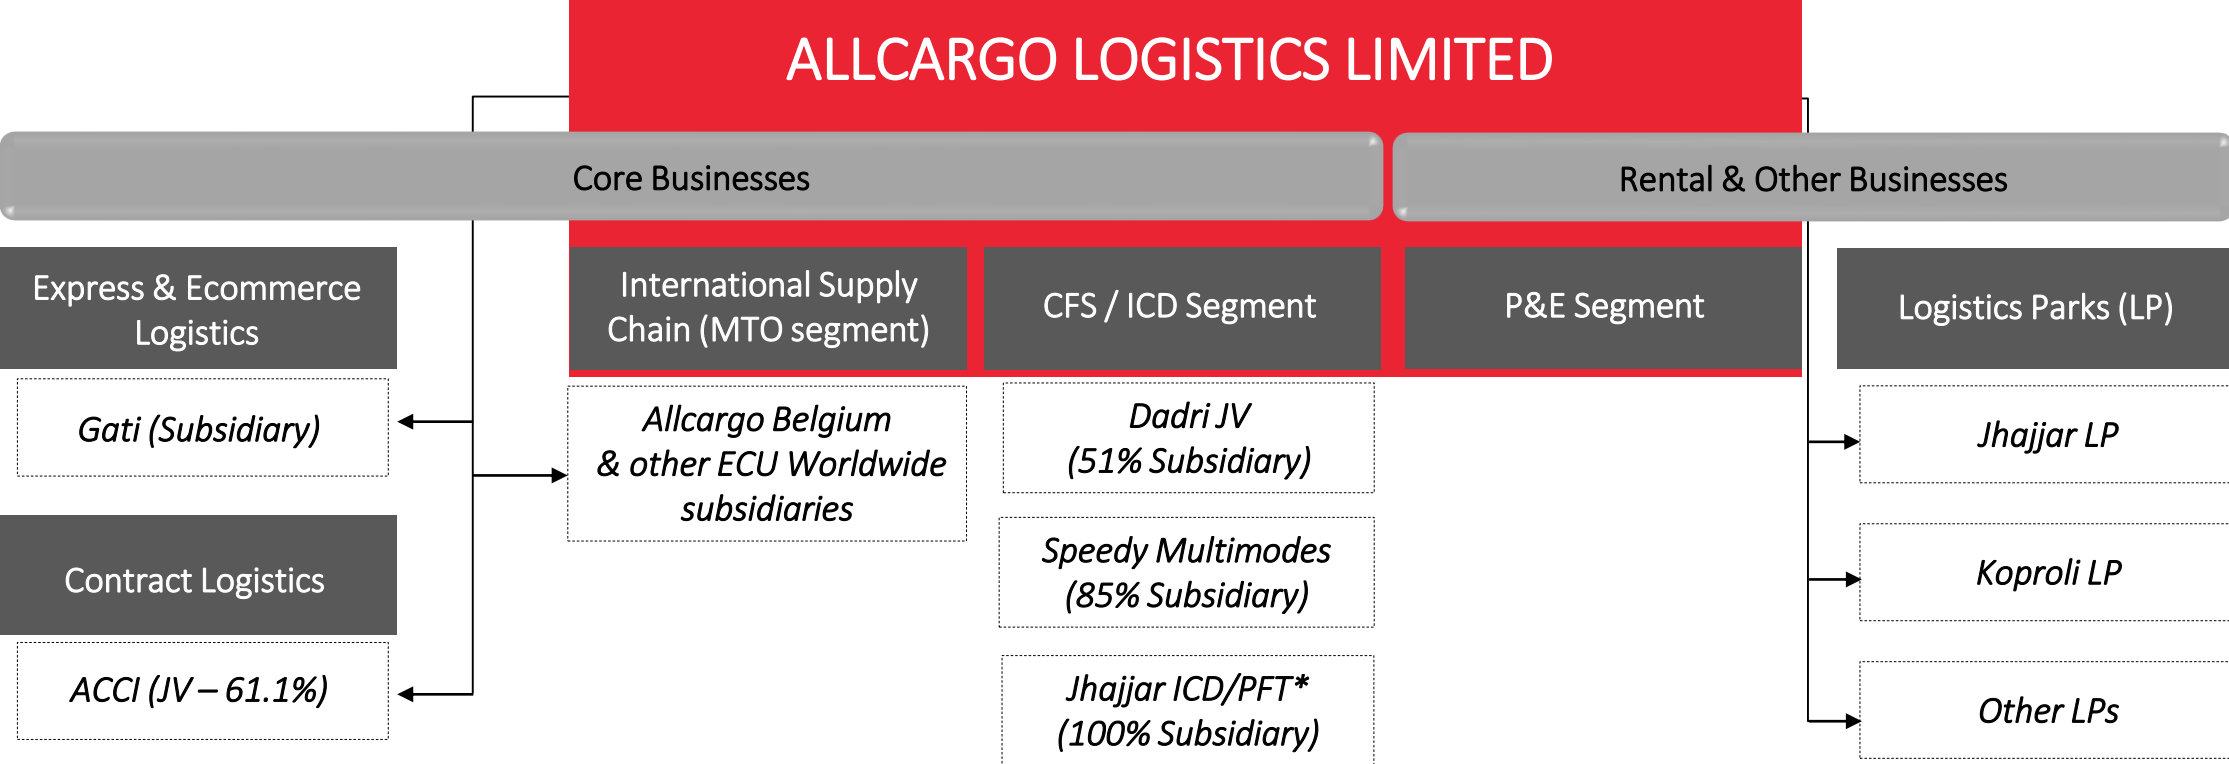 ALLCARGO LOGISTICS LIMITED
Core Businesses
Rental & Other Businesses
Express & Ecommerce
Logistics
Gati (Subsidiary)
Contract Logistics
ACCI (JV – 61.1%)
International Supply
Chain (MTO segment)
Allcargo Belgium
& other ECU Worldwide
subsidiaries
CFS / ICD Segment
Dadri JV
(51% Subsidiary)
Speedy Multimodes
(85% Subsidiary)
Jhajjar ICD/PFT*
(100% Subsidiary)
P&E Segment
Logistics Parks (LP)
Jhajjar LP
Koproli LP
Other LPs